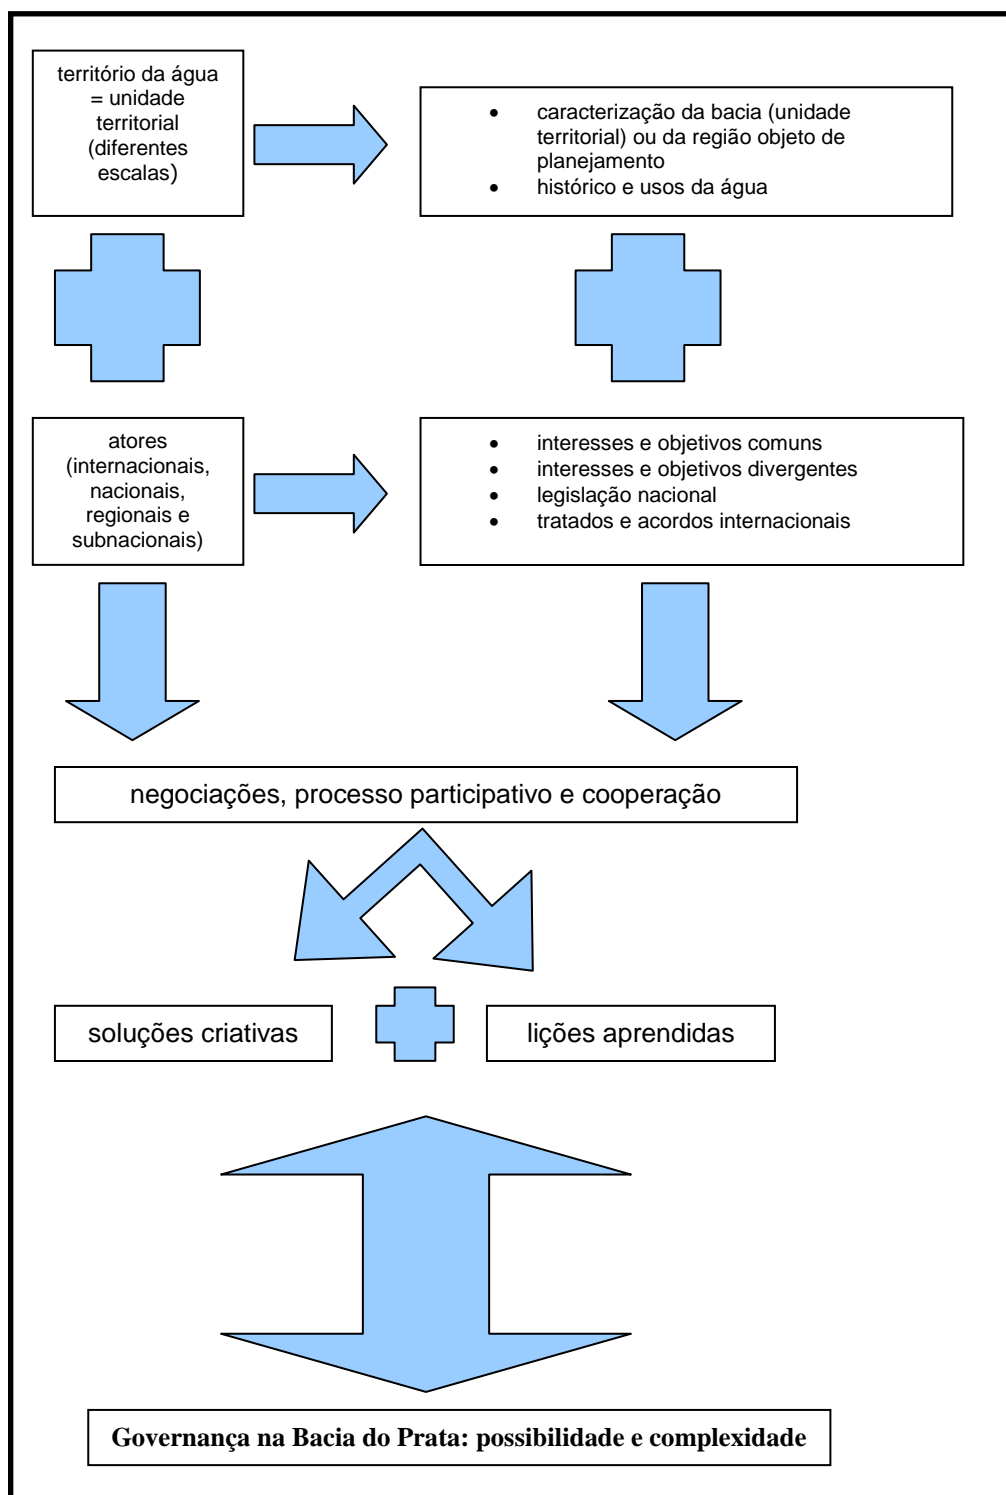 território da água
= unidade
territorial
(diferentes
escalas)
• caracterização da bacia (unidade
territorial) ou da região objeto de
planejamento
• histórico e usos da água
atores
(internacionais,
nacionais,
regionais e
subnacionais)
• interesses e objetivos comuns
• interesses e objetivos divergentes
• legislação nacional
• tratados e acordos internacionais
negociações, processo participativo e cooperação
soluções criativas
lições aprendidas
Governança na Bacia do Prata: possibilidade e complexidade